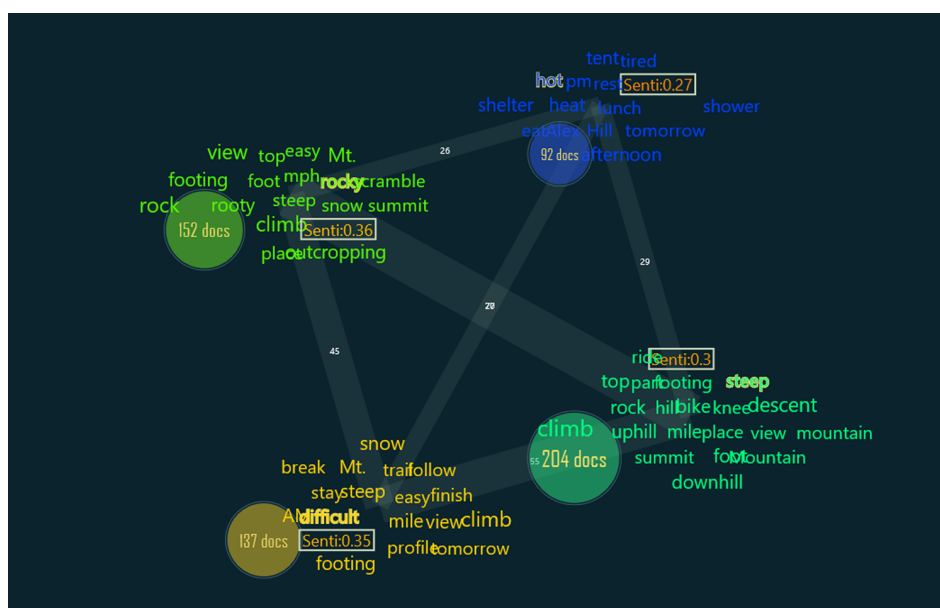 tent tired
hot pm rest Senti:0.27
shelter heat lunch shower
eat Alex Hill tomorrow
92 docs afternoon
26
view top easy Mt.
footing foot mph rocky scramble
rock rooty steep snow summit
152 docs climb Senti:0.36
place outcropping
29
45
ride Senti:0.3
top part footing steep
rock hill bike knee descent
climb uphill mile place view mountain
55 204 docs summit foot Mountain
downhill
snow
break Mt. trail follow
stay steep easy finish
AM difficult mile view climb
137 docs Senti:0.35 profile tomorrow
footing